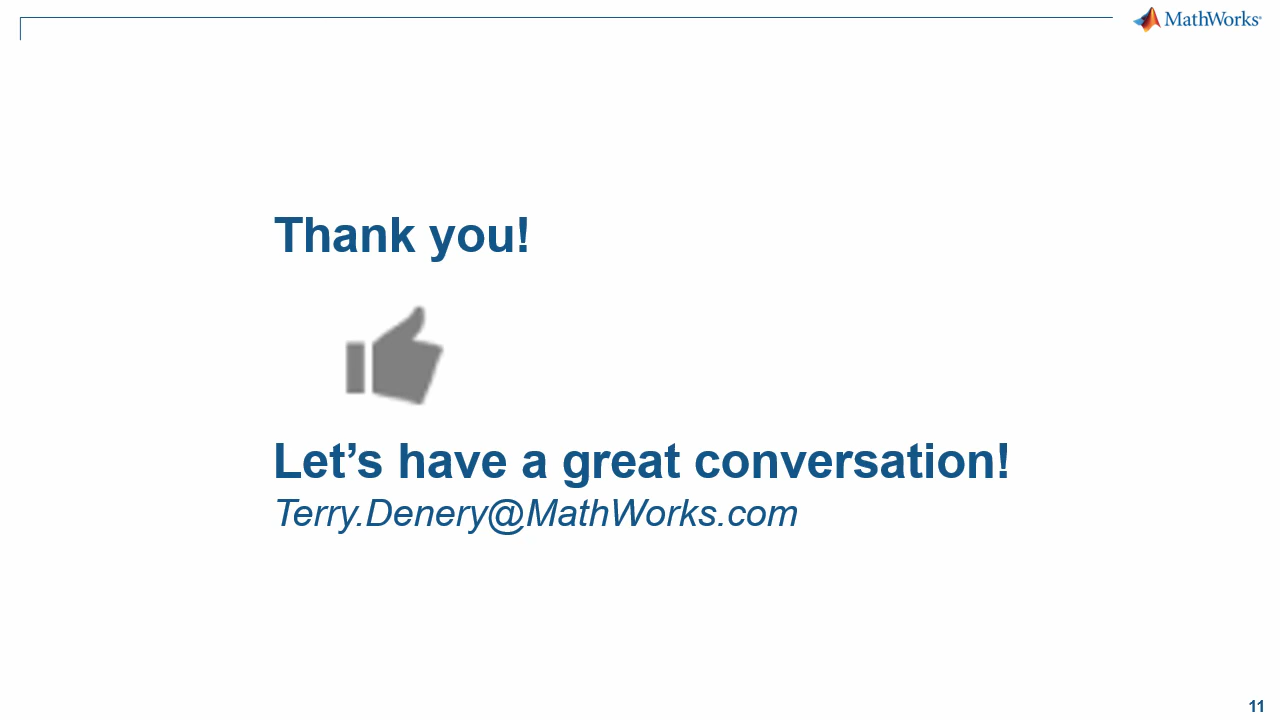 MathWorks®
Thank you!
Let’s have a great conversation!
Terry.Denery@MathWorks.com
11